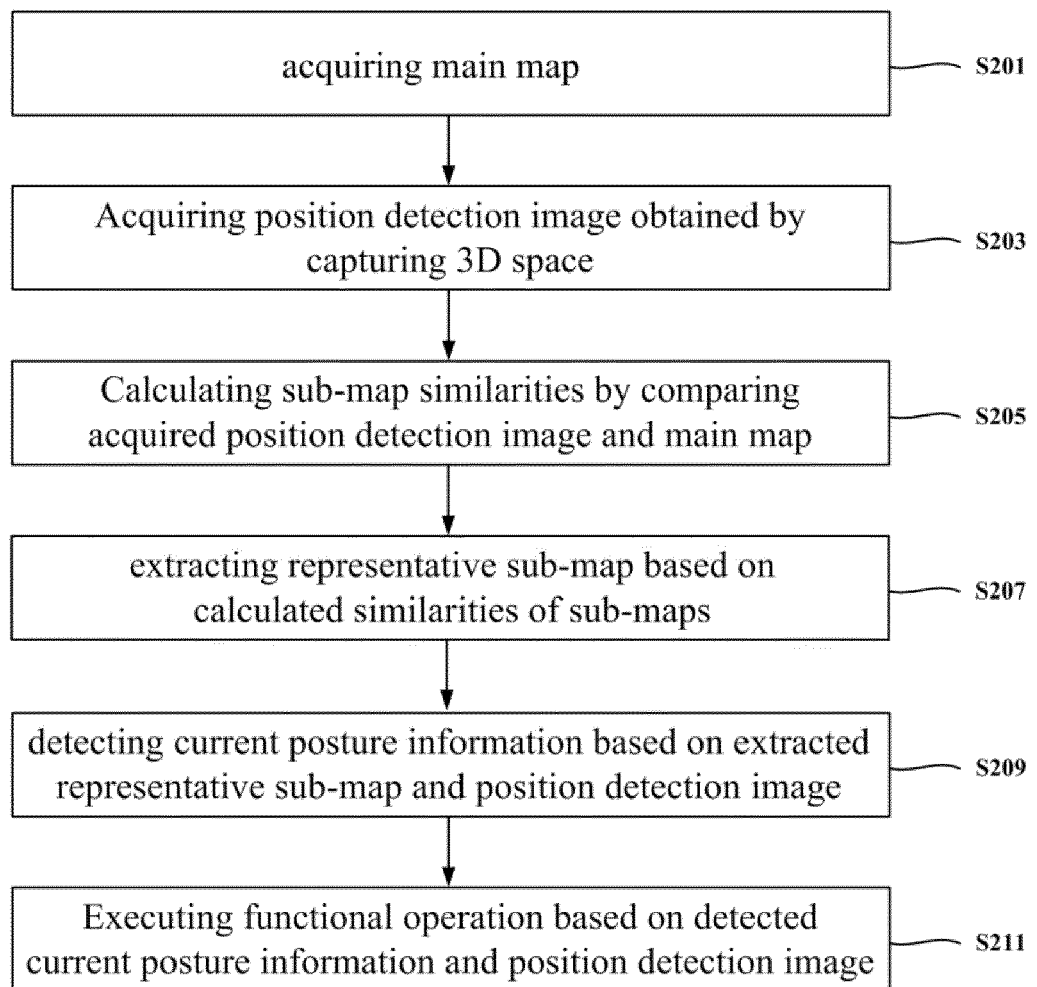 acquiring main map
S201
Acquiring position detection image obtained by
capturing 3D space
S203
Calculating sub-map similarities by comparing
acquired position detection image and main map
S205
extracting representative sub-map based on
calculated similarities of sub-maps
S207
detecting current posture information based on extracted
representative sub-map and position detection image
S209
Executing functional operation based on detected
current posture information and position detection image
S211